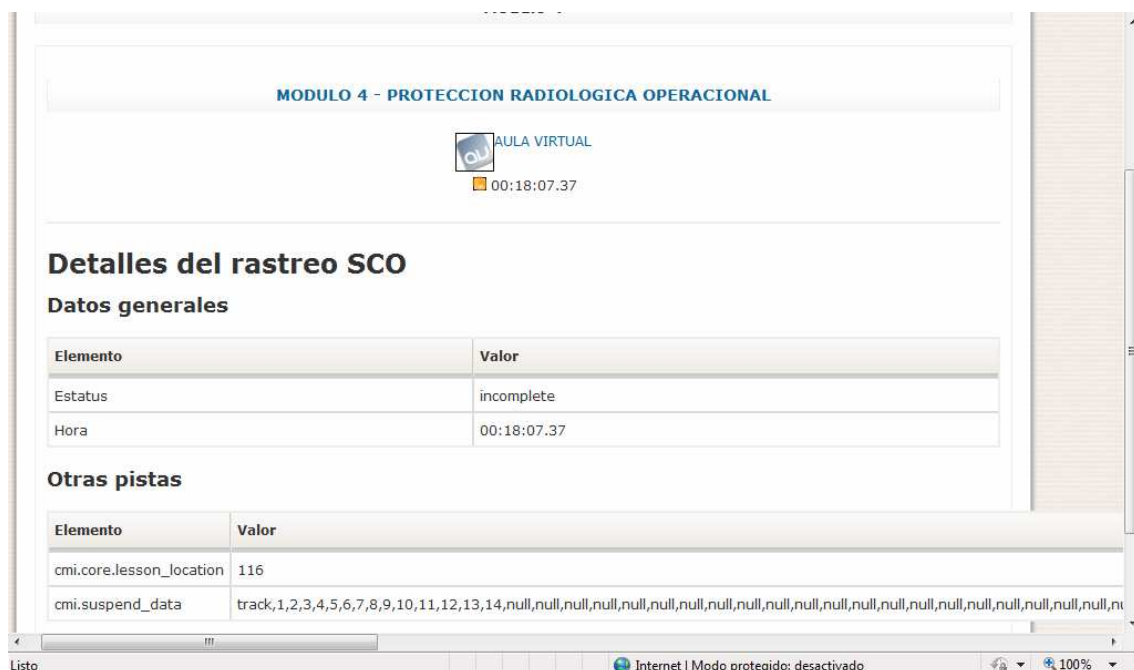 MODULO 4 - PROTECCION RADIOLOGICA OPERACIONAL
au AULA VIRTUAL
00:18:07.37
Detalles del rastreo SCO
Datos generales
Elemento Valor
Estatus incomplete
Hora 00:18:07.37
Otras pistas
Elemento Valor
cmi.core.lesson_location 116
cmi.suspend_data track,1,2,3,4,5,6,7,8,9,10,11,12,13,14,null,null,null,null,null,null,null,null,null,null,null,null,null,null,null,null,null,null,null,null,null,nu
Listo Internet | Modo protegido: desactivado 100%